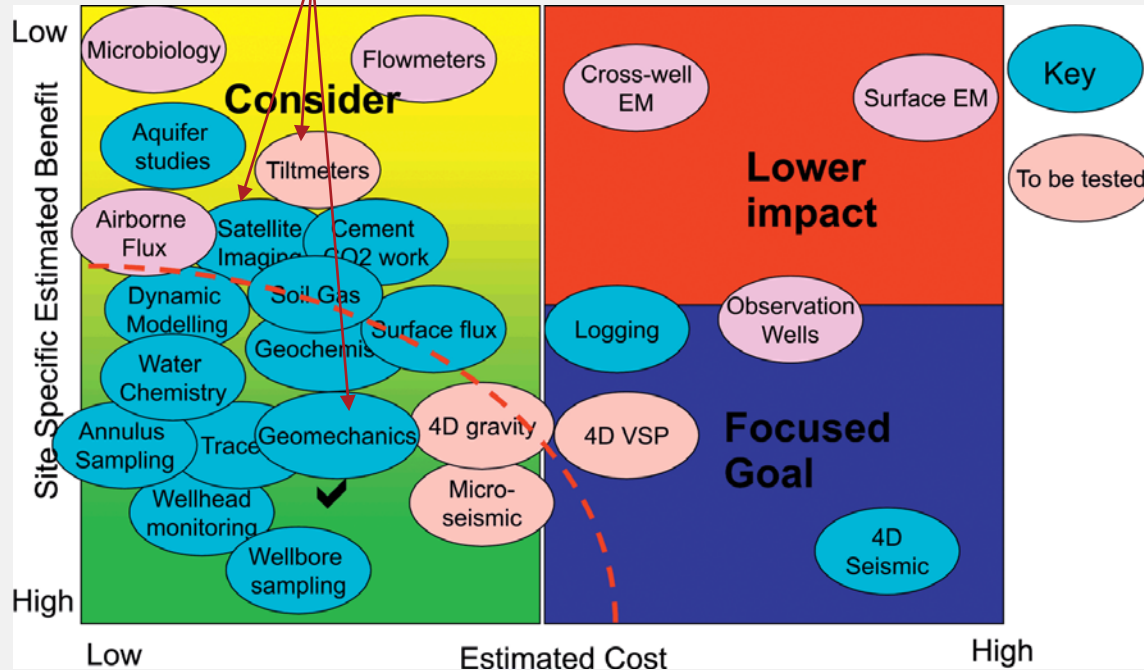 Low
Microbiology
Flowmeters
Consider
Cross-well
EM
Surface EM
Key
Aquifer
studies
Tiltmeters
Lower
impact
To be tested
Airborne
Flux
Satellite
Imaging
Cement
CO2 work
Dynamic
Modelling
Soil Gas
Geochemis
Surface flux
Logging
Observation
Wells
Water
Chemistry
Annulus
Sampling
Trace
Geomechanics
4D gravity
4D VSP
Focused
Goal
Micro-
seismic
Wellhead
monitoring
Wellbore
sampling
4D
Seismic
High
Site Specific Estimated Benefit
Low
Estimated Cost
High